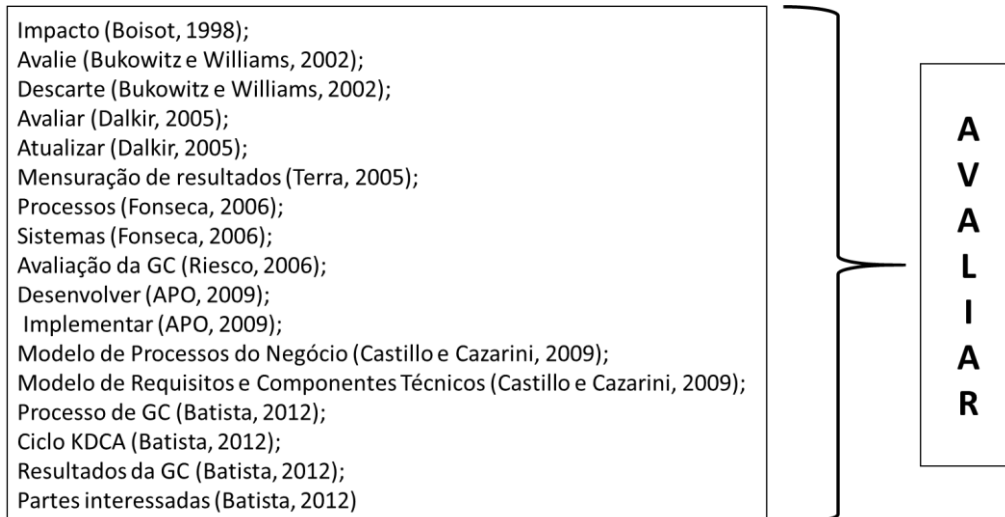 Impacto (Boisot, 1998);
Avalie (Bukowitz e Williams, 2002);
Descarte (Bukowitz e Williams, 2002);
Avaliar (Dalkir, 2005);
Atualizar (Dalkir, 2005);
Mensuração de resultados (Terra, 2005);
Processos (Fonseca, 2006);
Sistemas (Fonseca, 2006);
Avaliação da GC (Riesco, 2006);
Desenvolver (APO, 2009);
Implementar (APO, 2009);
Modelo de Processos do Negócio (Castillo e Cazarini, 2009);
Modelo de Requisitos e Componentes Técnicos (Castillo e Cazarini, 2009);
Processo de GC (Batista, 2012);
Ciclo KDCA (Batista, 2012);
Resultados da GC (Batista, 2012);
Partes interessadas (Batista, 2012)
A
V
A
L
I
A
R